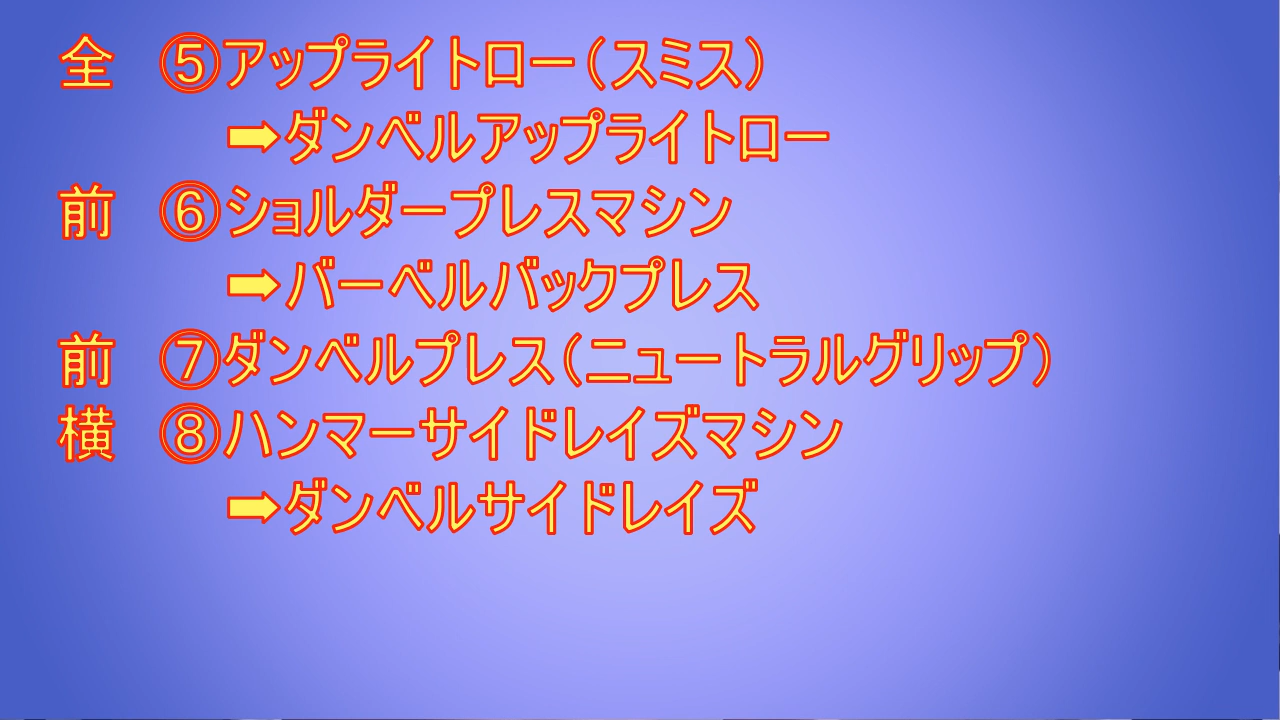 全　⑤アップライトロー(スミス)
➡ダンベルアップライトロー
前　⑥ショルダープレスマシン
➡バーベルバックプレス
前　⑦ダンベルプレス(ニュートラルグリップ)
横　⑧ハンマーサイドレイズマシン
➡ダンベルサイドレイズ